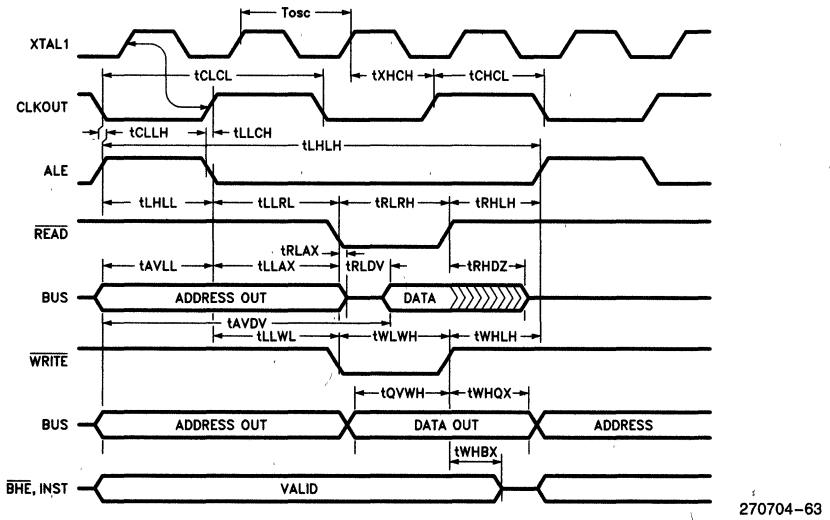 Tosc
XTAL1
tCLCL
tXHCH
tCHCL
CLKOUT
tCLLH
tLLCH
tLHLH
ALE
tLHLL
tLLRL
tRLRH
tRHLH
READ
tRLAX
tAVLL
tLLAX
tRLDV
tRHDZ
BUS
ADDRESS OUT
DATA
tAVDV
tLLWL
tWLWH
tWHLH
WRITE
tQVWH
tWHQX
BUS
ADDRESS OUT
DATA OUT
ADDRESS
tWHBX
BHE, INST
VALID
270704-63